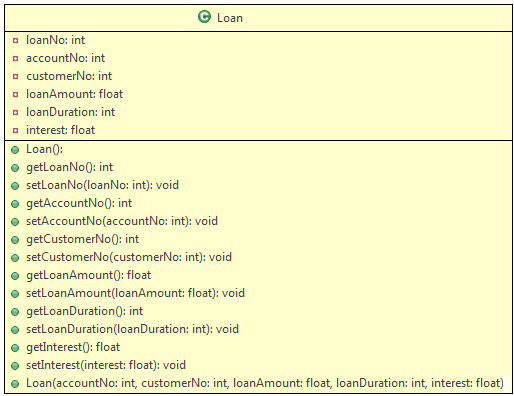 C Loan
loanNo: int
accountNo: int
customerNo: int
loanAmount: float
loanDuration: int
interest: float
Loan():
getLoanNo(): int
setLoanNo(loanNo: int): void
getAccountNo(): int
setAccountNo(accountNo: int): void
getCustomerNo(): int
setCustomerNo(customerNo: int): void
getLoanAmount(): float
setLoanAmount(loanAmount: float): void
getLoanDuration(): int
setLoanDuration(loanDuration: int): void
getInterest(): float
setInterest(interest: float): void
Loan(accountNo: int, customerNo: int, loanAmount: float, loanDuration: int, interest: float)